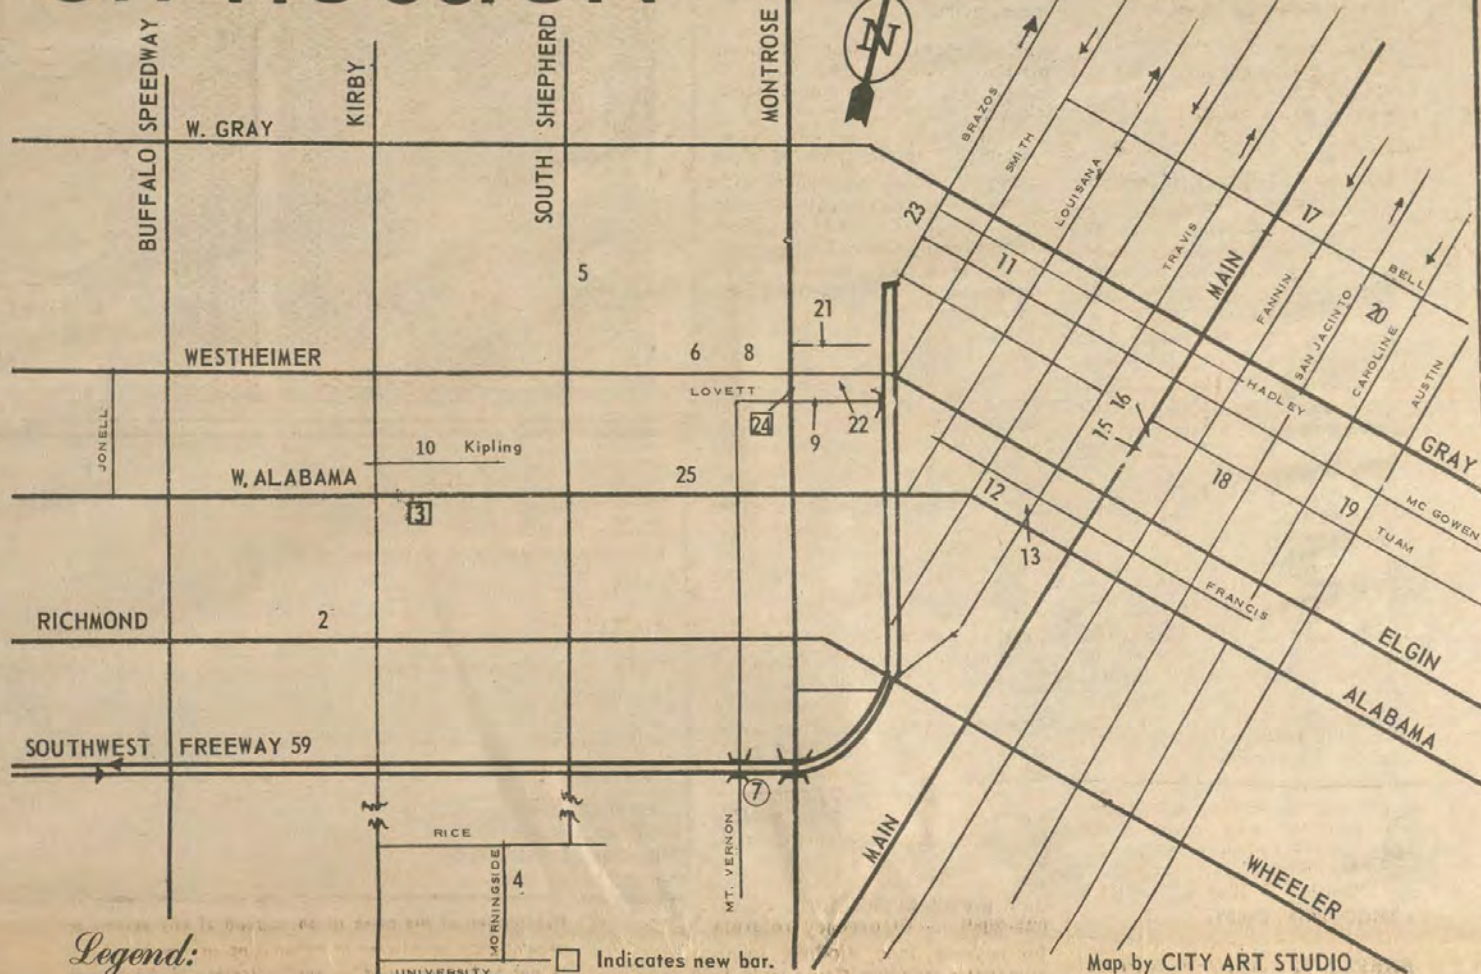 BUFFALO SPEEDWAY
KIRBY
SOUTH SHEPHERD
MONTROSE
N
W. GRAY
BRAZOS
SMITH
LOUISANA
TRAVIS
MAIN
FANNIN
SAN JACINTO
CAROLINE
AUSTIN
BELL
17
23
11
20
5
21
WESTHEIMER
6
8
LOVETT
24
9
22
HADLEY
GRAY
16
15
JONELL
10 Kipling
W. ALABAMA
25
3
12
13
18
19
MC GOWEN
TUAM
FRANCIS
ELGIN
ALABAMA
RICHMOND
2
SOUTHWEST FREEWAY 59
7
MT. VERNON
MAIN
WHEELER
RICE
MORNINGSIDE
4
UNIVERSITY
Legend:
Indicates new bar.
Map by CITY ART STUDIO